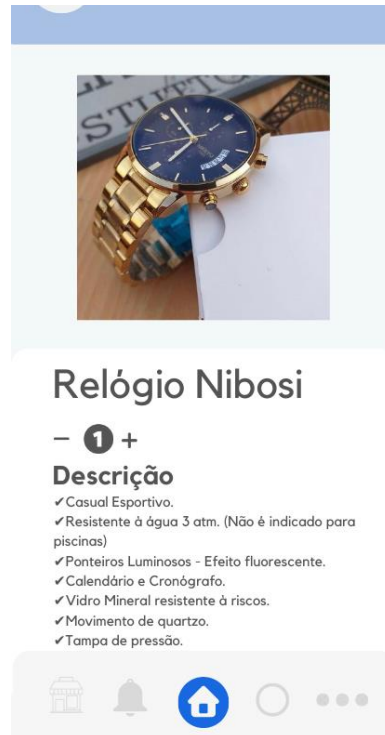 Relógio Nibosi
− 1 +
Descrição
✔Casual Esportivo.
✔Resistente à água 3 atm. (Não é indicado para
piscinas)
✔Ponteiros Luminosos - Efeito fluorescente.
✔Calendário e Cronógrafo.
✔Vidro Mineral resistente à riscos.
✔Movimento de quartzo.
✔Tampa de pressão.